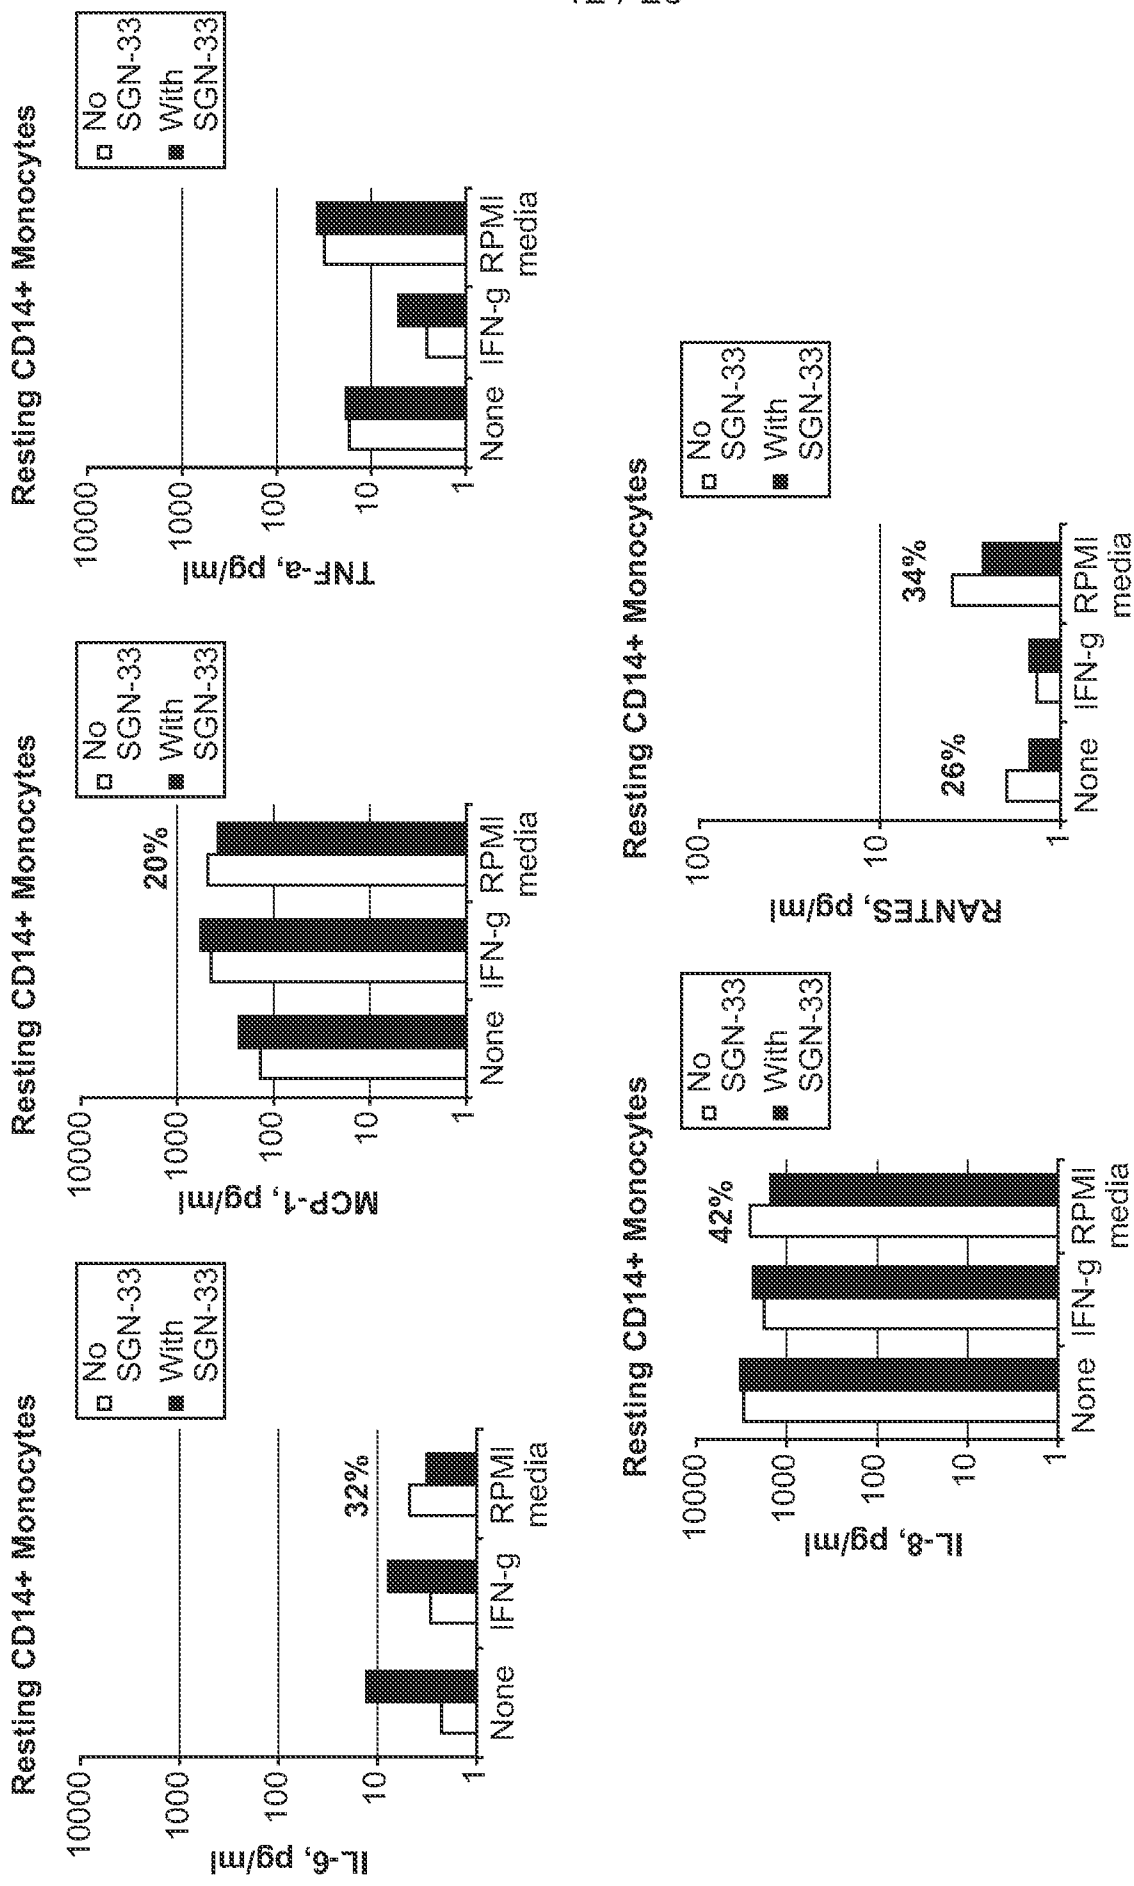 Resting CD14+ Monocytes
IL-6, pg/ml
10000
1000
100
10
1
32%
None
IFN-g
RPMI
media
No
SGN-33
With
SGN-33
Resting CD14+ Monocytes
MCP-1, pg/ml
10000
1000
100
10
1
20%
None
IFN-g
RPMI
media
No
SGN-33
With
SGN-33
Resting CD14+ Monocytes
TNF-a, pg/ml
10000
1000
100
10
1
None
IFN-g
RPMI
media
No
SGN-33
With
SGN-33
Resting CD14+ Monocytes
IL-8, pg/ml
10000
1000
100
10
1
42%
None
IFN-g
RPMI
media
No
SGN-33
With
SGN-33
Resting CD14+ Monocytes
RANTES, pg/ml
100
10
1
26%
34%
None
IFN-g
RPMI
media
No
SGN-33
With
SGN-33